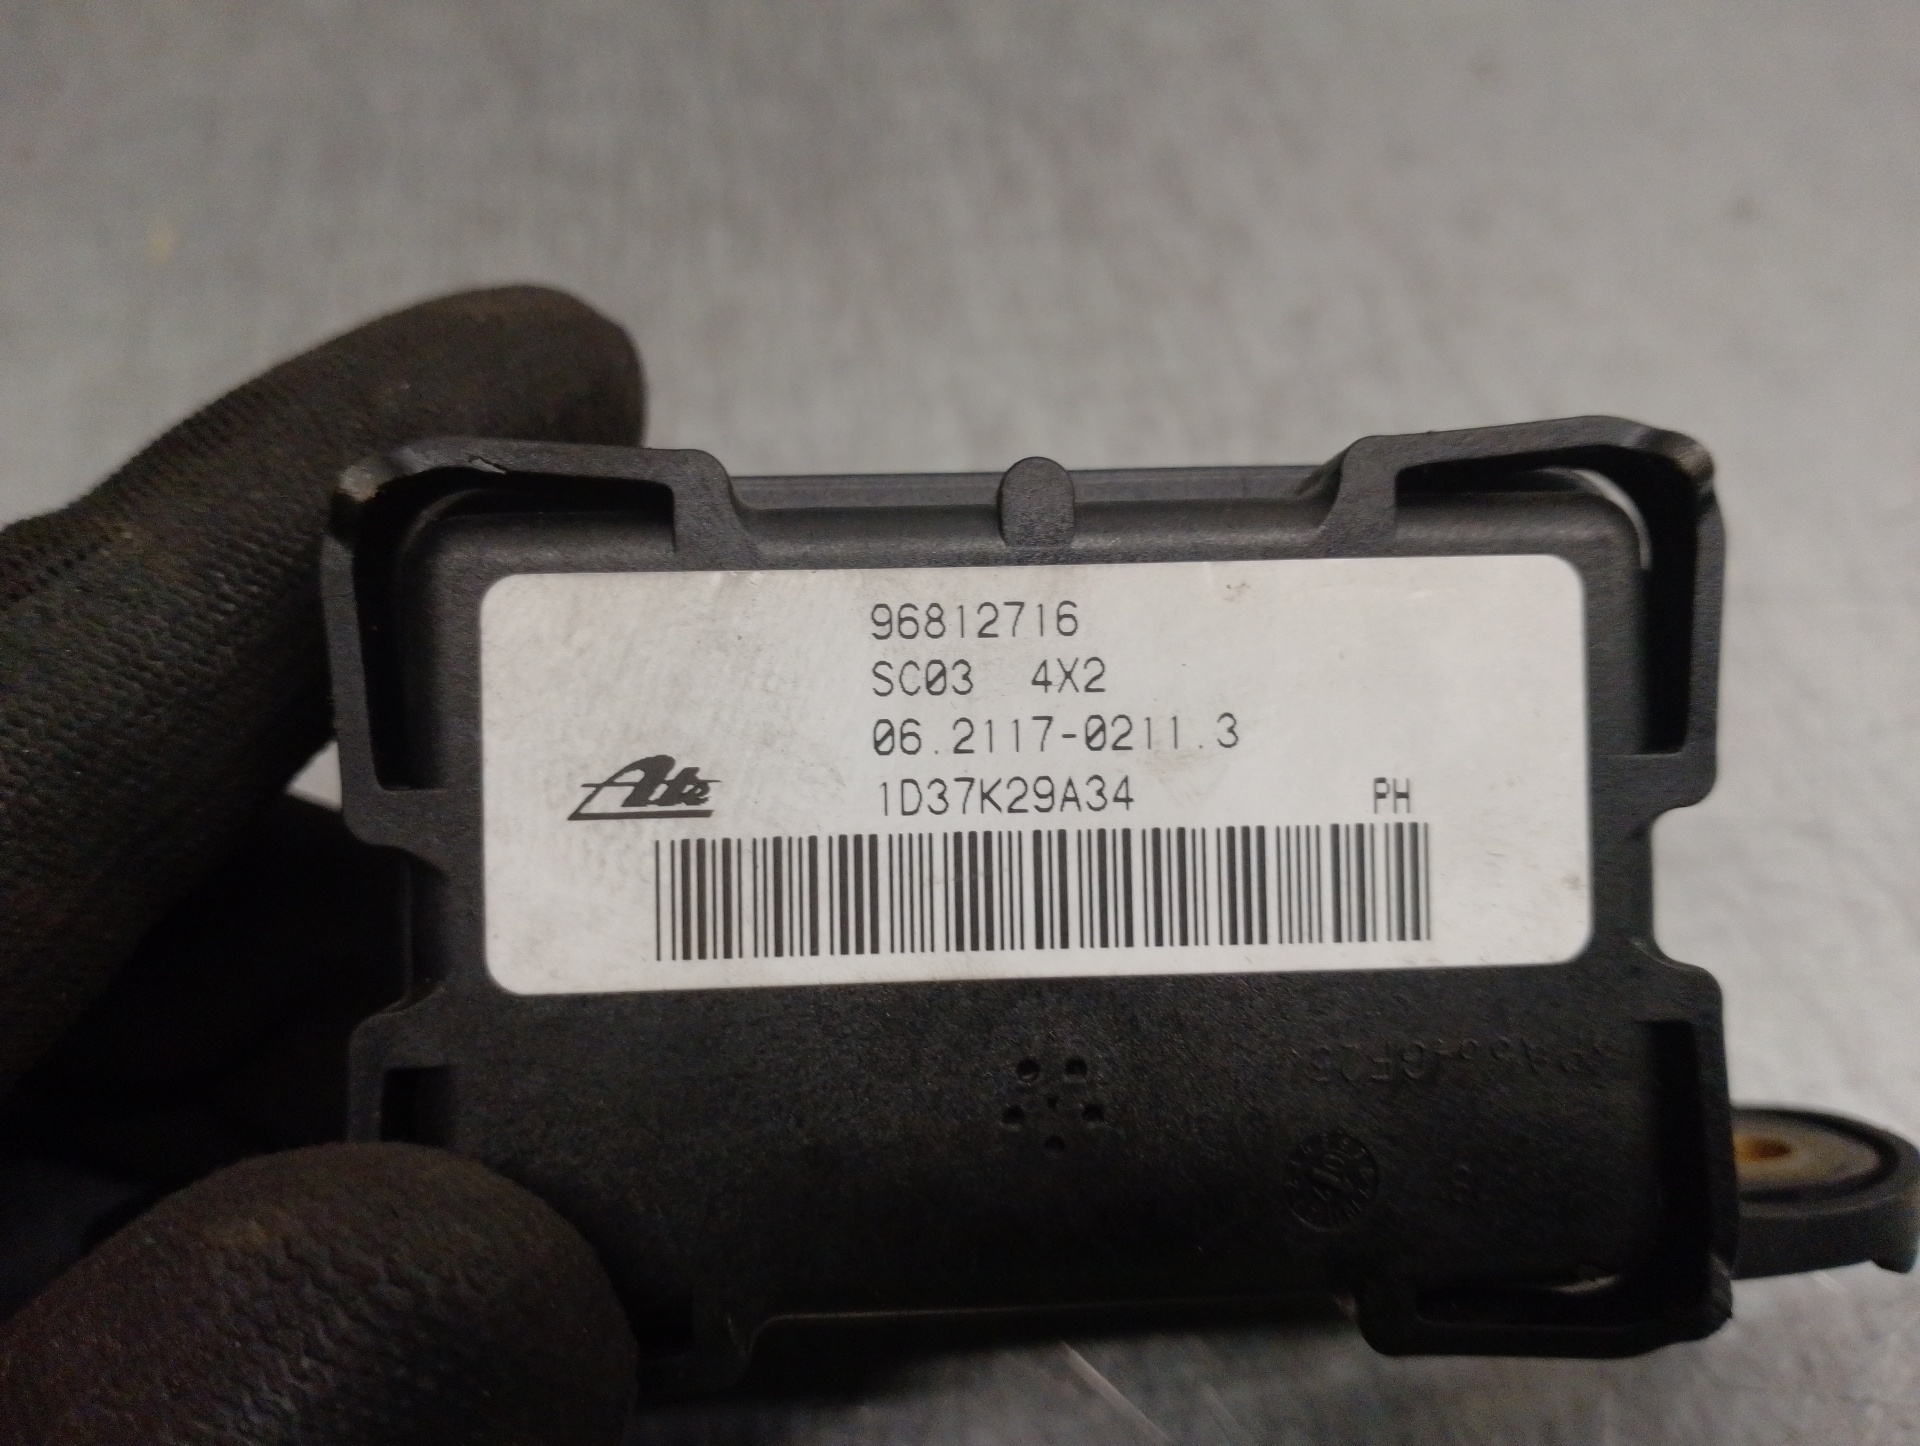 96812716
SC03 4X2
06.2117-0211.3
Ate
1D37K29A34 PH